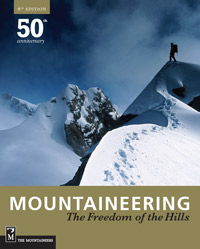 8TH EDITION
50th
anniversary
MOUNTAINEERING
The Freedom of the Hills
THE MOUNTAINEERS